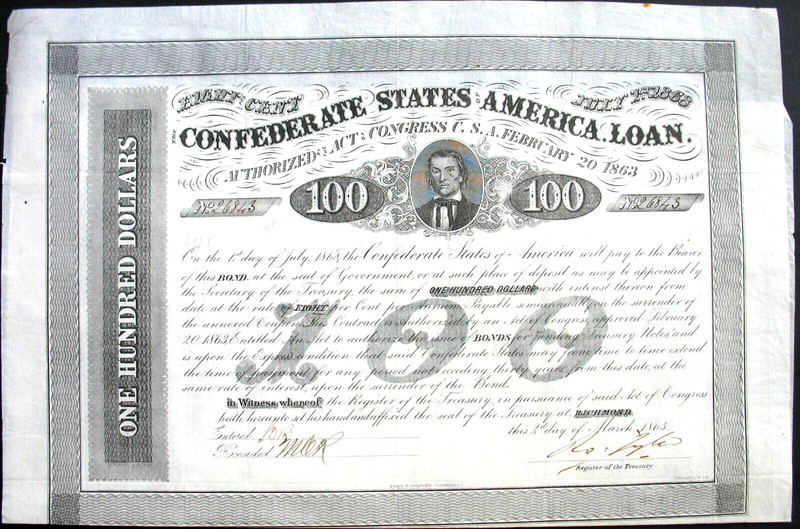 ONE HUNDRED DOLLARS
EIGHT PR CENT JULY 1ST 1868
THE CONFEDERATE STATES OF AMERICA. LOAN.
AUTHORIZED BY ACT OF CONGRESS C. S. A. FEBRUARY 20 1863
100 100
No 26843 No 26843
On the 1st day of July, 1868, the Confederate States of America will pay to the Bearer
of this BOND, at the seat of Government, or at such place of deposit as may be appointed by
the Secretary of the Treasury, the sum of ONE HUNDRED DOLLARS with interest thereon from
date at the rate of EIGHT per Cent per annum payable semiannually upon the surrender of
the annexed Coupons. This Contract is Authorized by an Act of Congress approved February
20 1863. Entitled An Act to authorize the issue of BONDS for funding Treasury Notes, and
is upon the Express condition that said Confederate States may from time to time extend
the time of payment for any period not exceeding thirty years from this date, at the
same rate of interest, upon the surrender of the Bond.
100
in Witness whereof the Register of the Treasury, in pursuance of said Act of Congress
hath hereunto set his hand and affixed the seal of the Treasury at RICHMOND
this 2d day of March 1863.
Entered
Recorded
Ro: Tyler
Register of the Treasury